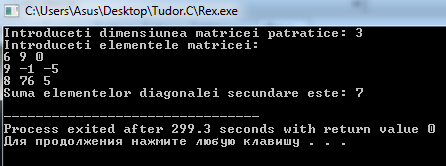 C:\Users\Asus\Desktop\Tudor.C\Rex.exe
Introduceti dimensiunea matricei patratice: 3
Introduceti elementele matricei:
6 9 0
9 -1 -5
8 76 5
Suma elementelor diagonalei secundare este: 7
--------------------------------
Process exited after 299.3 seconds with return value 0
Для продолжения нажмите любую клавишу . . .